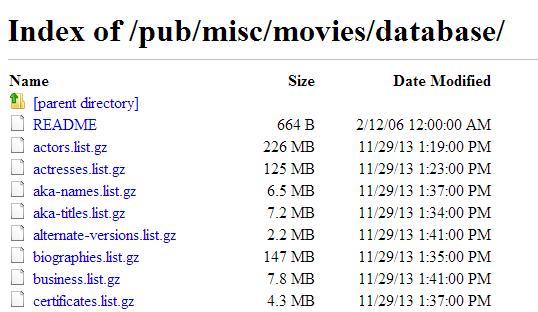 Index of /pub/misc/movies/database/
Name Size Date Modified
[parent directory]
README 664 B 2/12/06 12:00:00 AM
actors.list.gz 226 MB 11/29/13 1:19:00 PM
actresses.list.gz 125 MB 11/29/13 1:23:00 PM
aka-names.list.gz 6.5 MB 11/29/13 1:37:00 PM
aka-titles.list.gz 7.2 MB 11/29/13 1:34:00 PM
alternate-versions.list.gz 2.2 MB 11/29/13 1:41:00 PM
biographies.list.gz 147 MB 11/29/13 1:35:00 PM
business.list.gz 7.8 MB 11/29/13 1:41:00 PM
certificates.list.gz 4.3 MB 11/29/13 1:37:00 PM